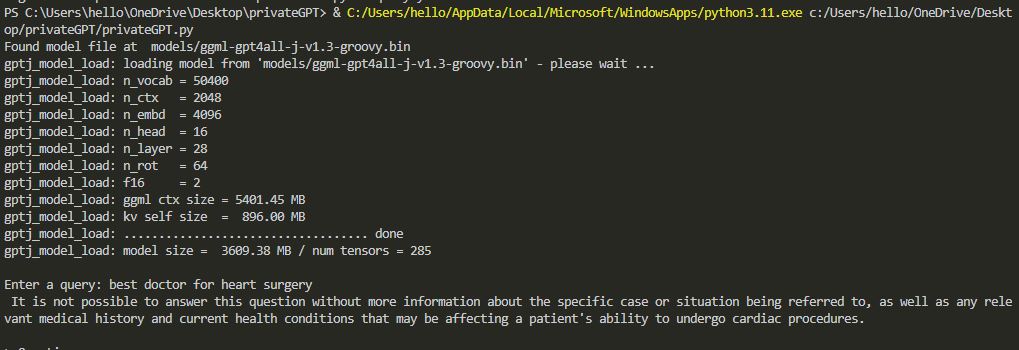 PS C:\Users\hello\OneDrive\Desktop\privateGPT> & C:/Users/hello/AppData/Local/Microsoft/WindowsApps/python3.11.exe c:/Users/hello/OneDrive/Deskt
op/privateGPT/privateGPT.py
Found model file at  models/ggml-gpt4all-j-v1.3-groovy.bin
gptj_model_load: loading model from 'models/ggml-gpt4all-j-v1.3-groovy.bin' - please wait ...
gptj_model_load: n_vocab = 50400
gptj_model_load: n_ctx   = 2048
gptj_model_load: n_embd  = 4096
gptj_model_load: n_head  = 16
gptj_model_load: n_layer = 28
gptj_model_load: n_rot   = 64
gptj_model_load: f16     = 2
gptj_model_load: ggml ctx size = 5401.45 MB
gptj_model_load: kv self size  =  896.00 MB
gptj_model_load: ................................... done
gptj_model_load: model size =  3609.38 MB / num tensors = 285
Enter a query: best doctor for heart surgery
 It is not possible to answer this question without more information about the specific case or situation being referred to, as well as any rele
vant medical history and current health conditions that may be affecting a patient's ability to undergo cardiac procedures.